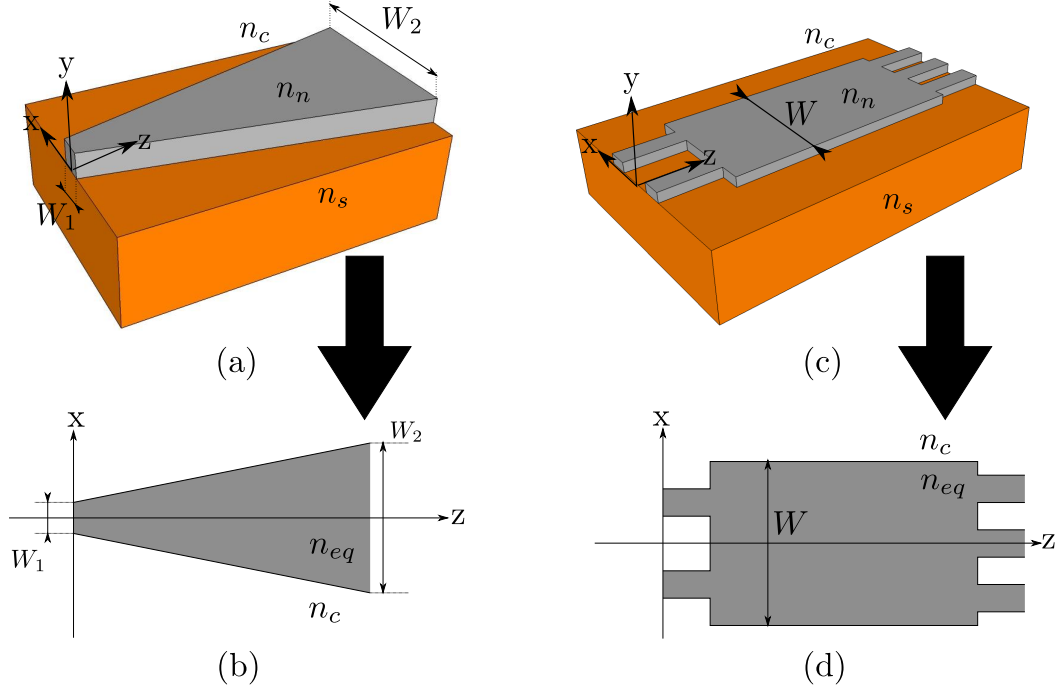 n_c
W_2
y
n_n
x
z
W_1
n_s
(a)
n_c
y
n_n
W
x
z
n_s
(c)
x
W_2
z
n_eq
W_1
n_c
(b)
x
n_c
n_eq
W
z
(d)